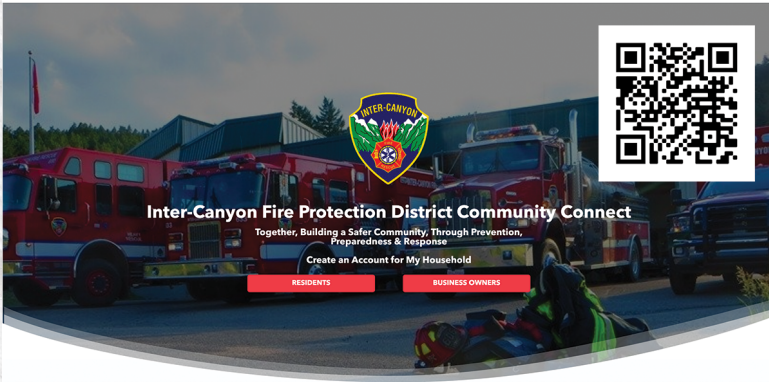 INTER-CANYON
Inter-Canyon Fire Protection District Community Connect
Together, Building a Safer Community, Through Prevention,
Preparedness & Response
Create an Account for My Household
RESIDENTS
BUSINESS OWNERS